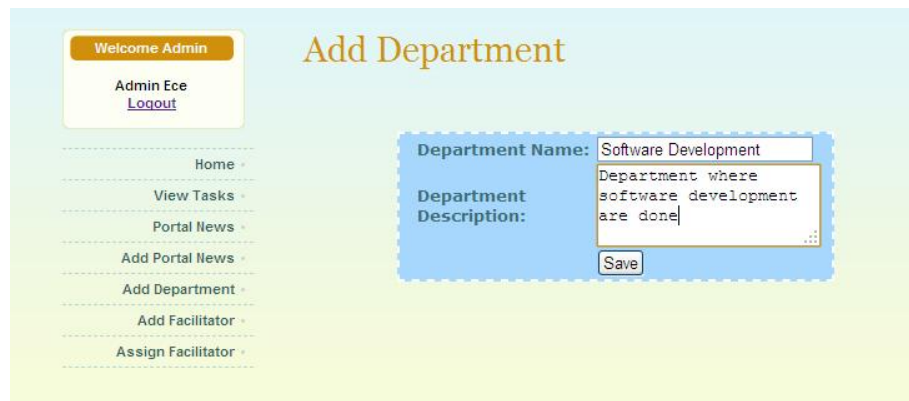 Welcome Admin
Admin Ece
Logout
Home
View Tasks
Portal News
Add Portal News
Add Department
Add Facilitator
Assign Facilitator
Add Department
Department Name: Software Development
Department Description:
Department where
software development
are done
Save